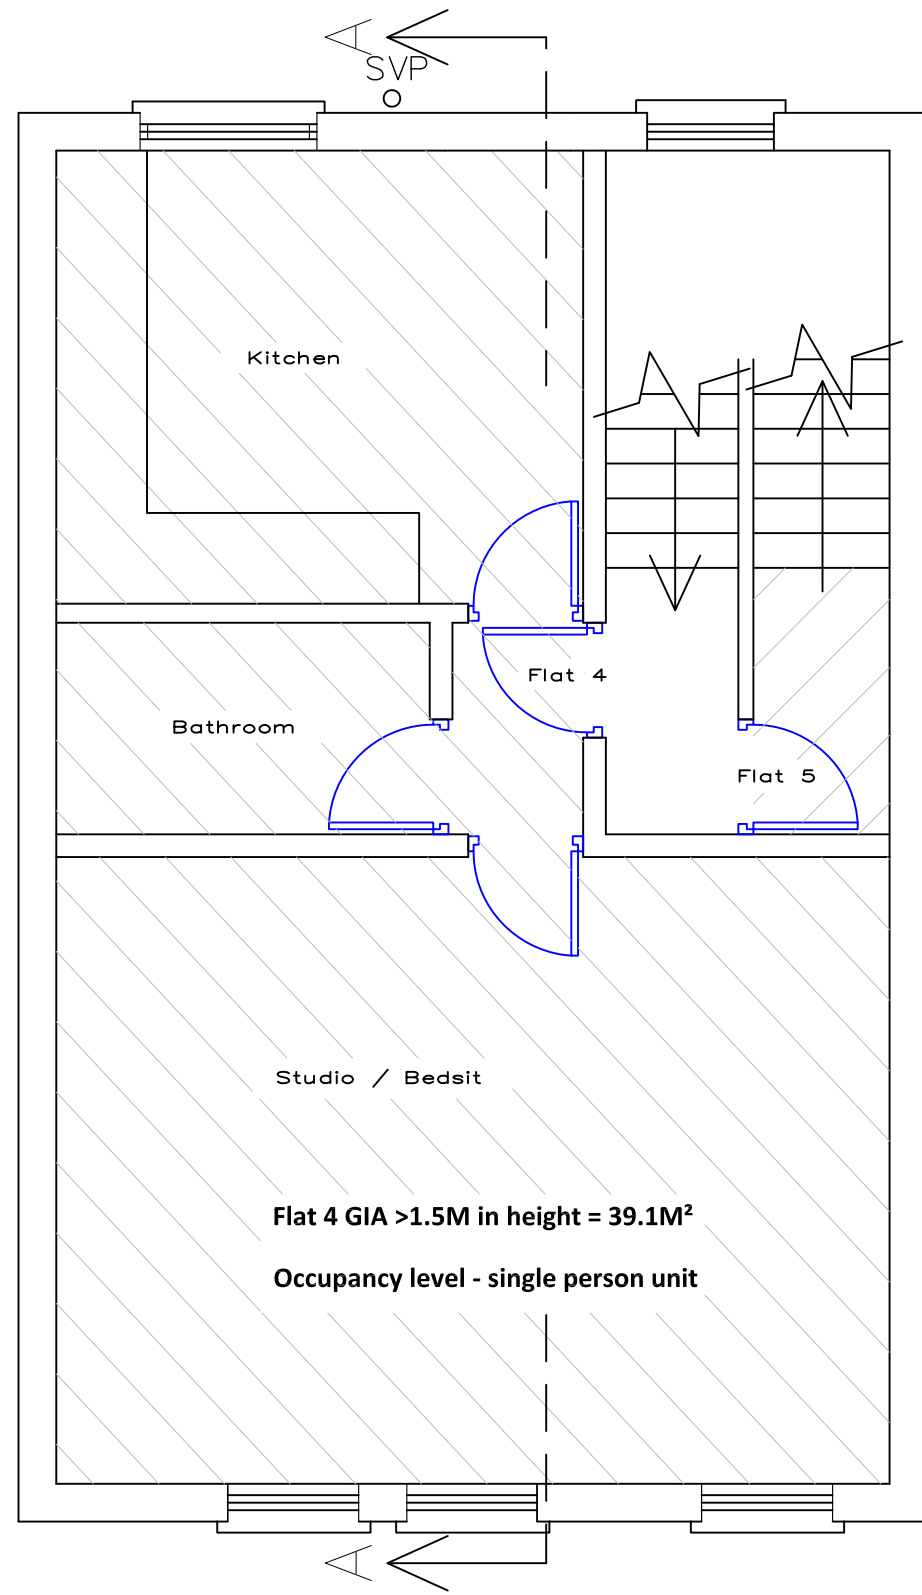 A
SVP
Kitchen
Flat 4
Bathroom
Flat 5
Studio / Bedsit
Flat 4 GIA >1.5M in height = 39.1M²
Occupancy level - single person unit
A